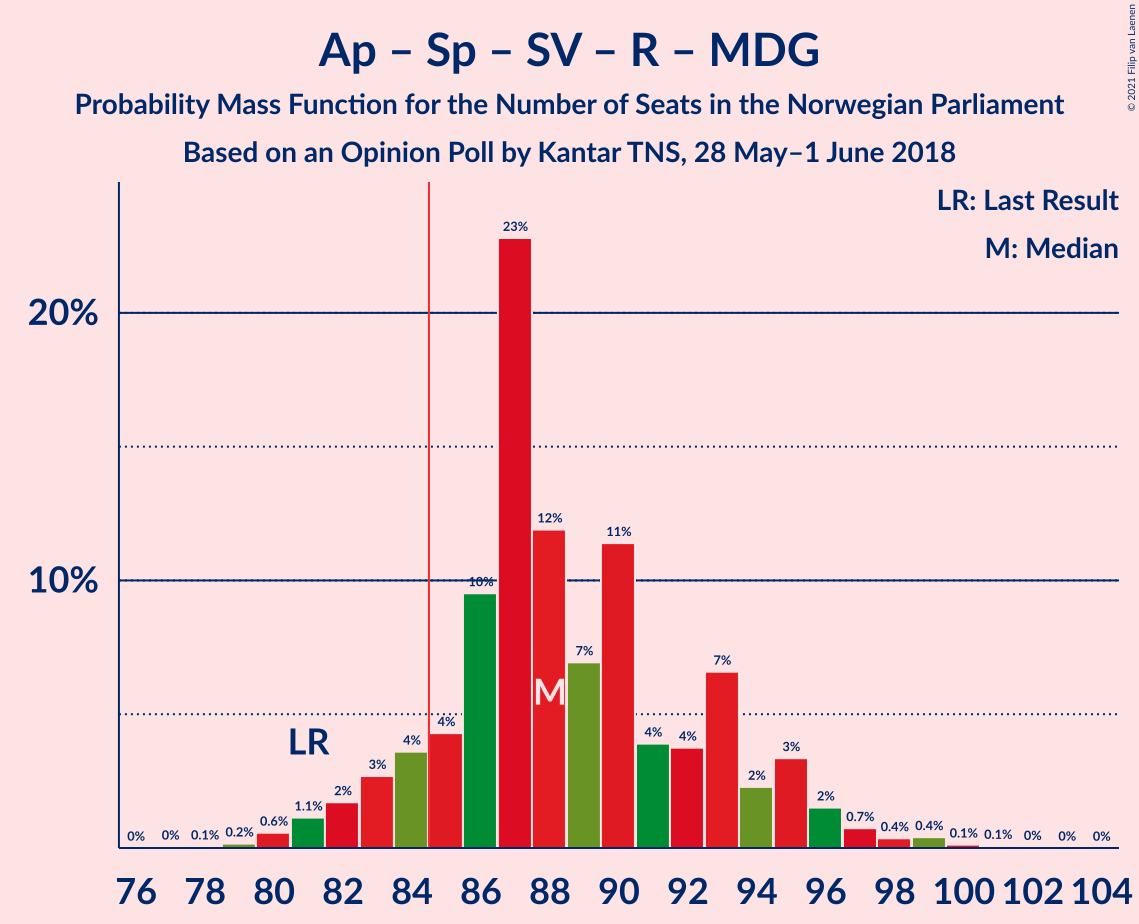 © 2021 Filip van Laenen
Ap – Sp – SV – R – MDG
Probability Mass Function for the Number of Seats in the Norwegian Parliament
Based on an Opinion Poll by Kantar TNS, 28 May–1 June 2018
LR: Last Result
M: Median
20%
10%
0% 0% 0.1% 0.2% 0.6% 1.1% 2% 3% 4% 4% 10% 23% 12% 7% 11% 4% 4% 7% 2% 3% 2% 0.7% 0.4% 0.4% 0.1% 0.1% 0% 0% 0%
LR
M
76 78 80 82 84 86 88 90 92 94 96 98 100 102 104